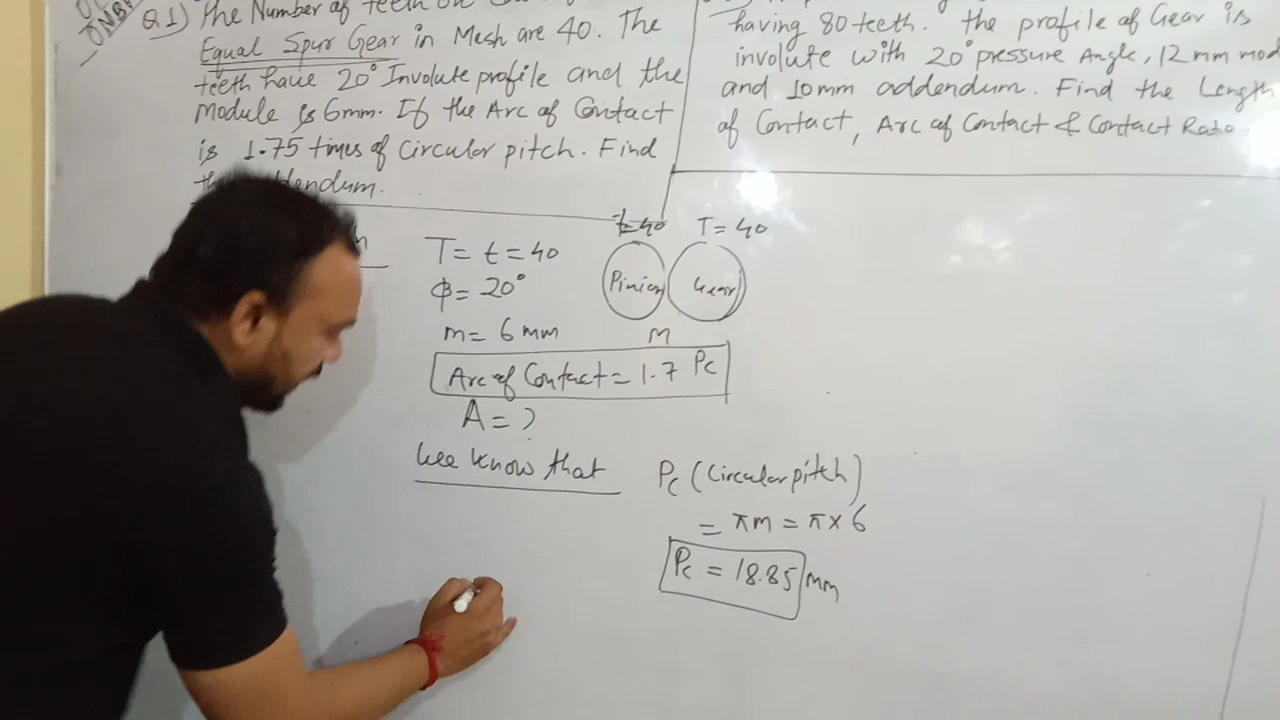 Q1) The Number of teeth on
Equal Spur Gear in Mesh are 40. The
teeth have 20° Involute profile and the
Module is 6mm. If the Arc of Contact
is 1.75 times of Circular pitch. Find
having 80 teeth. the profile of Gear is
involute with 20° pressure Angle, 12 mm mod
and 10mm addendum. Find the Length
of Contact, Arc of Contact & Contact Ratio
T = t = 40
ϕ = 20°
m = 6 mm
Arc of Contact = 1.7 Pc
A = ?
t=40 T=40
Pinion Gear
M
We know that
Pc (Circular pitch)
= πm = π×6
Pc = 18.85 mm